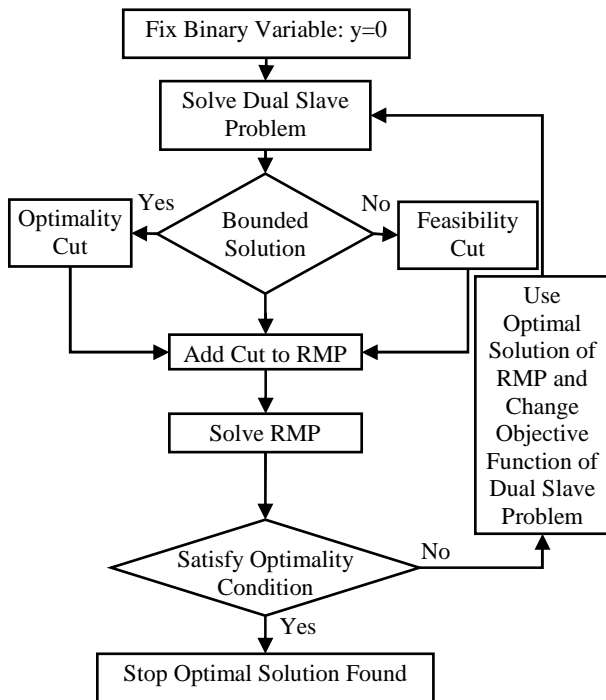 Fix Binary Variable: y=0
Solve Dual Slave
Problem
Yes
No
Optimality
Cut
Bounded
Solution
Feasibility
Cut
Add Cut to RMP
Solve RMP
Use
Optimal
Solution of
RMP and
Change
Objective
Function of
Dual Slave
Problem
Satisfy Optimality
Condition
No
Yes
Stop Optimal Solution Found